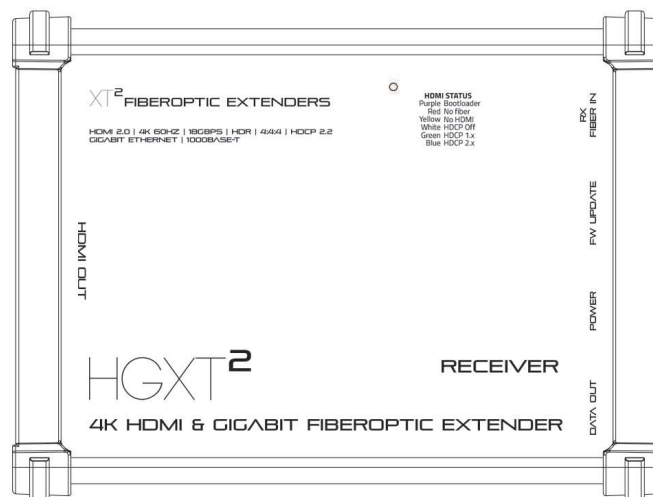 XT² FIBEROPTIC EXTENDERS
HDMI 2.0 | 4K 60HZ | 18GBPS | HDR | 4:4:4 | HDCP 2.2
GIGABIT ETHERNET | 1000BASE-T
HDMI STATUS
Purple Bootloader
Red No fiber
Yellow No HDMI
White HDCP Off
Green HDCP 1.x
Blue HDCP 2.x
RX
FIBER IN
FW UPDATE
POWER
DATA OUT
HDMI OUT
HGXT²
RECEIVER
4K HDMI & GIGABIT FIBEROPTIC EXTENDER